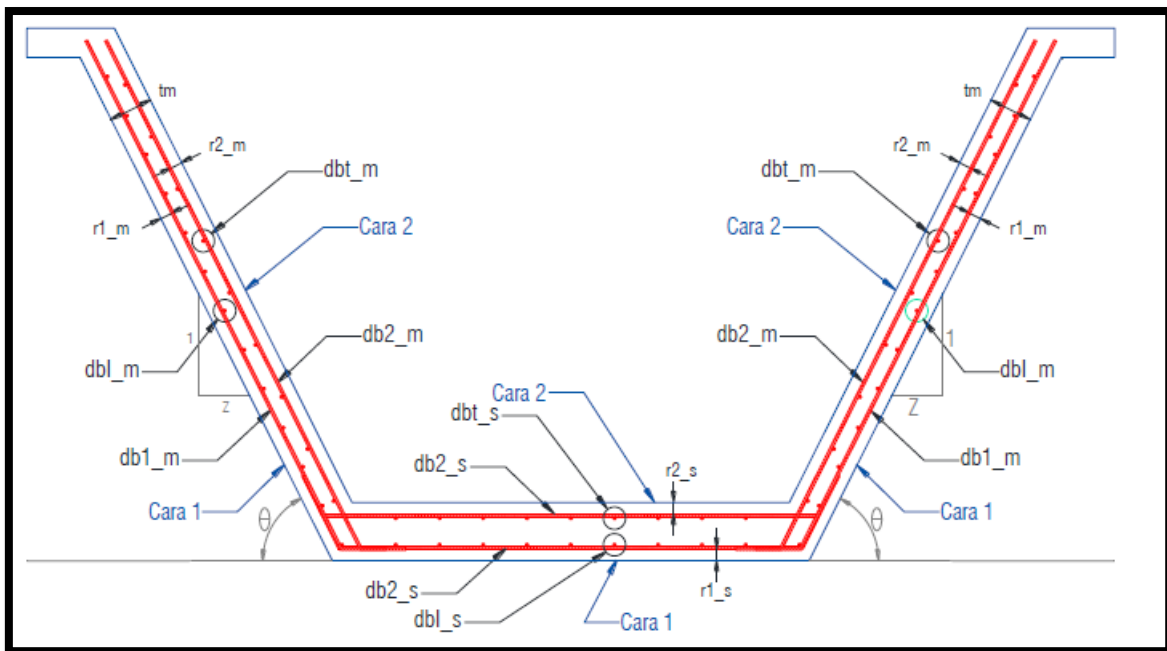 tm
tm
r2_m
r2_m
dbt_m
dbt_m
r1_m
r1_m
Cara 2
Cara 2
1
1
dbl_m
db2_m
db2_m
dbl_m
z
Z
Cara 2
dbt_s
db1_m
db2_s
r2_s
db1_m
Cara 1
Cara 1
θ
θ
db2_s
r1_s
dbl_s
Cara 1